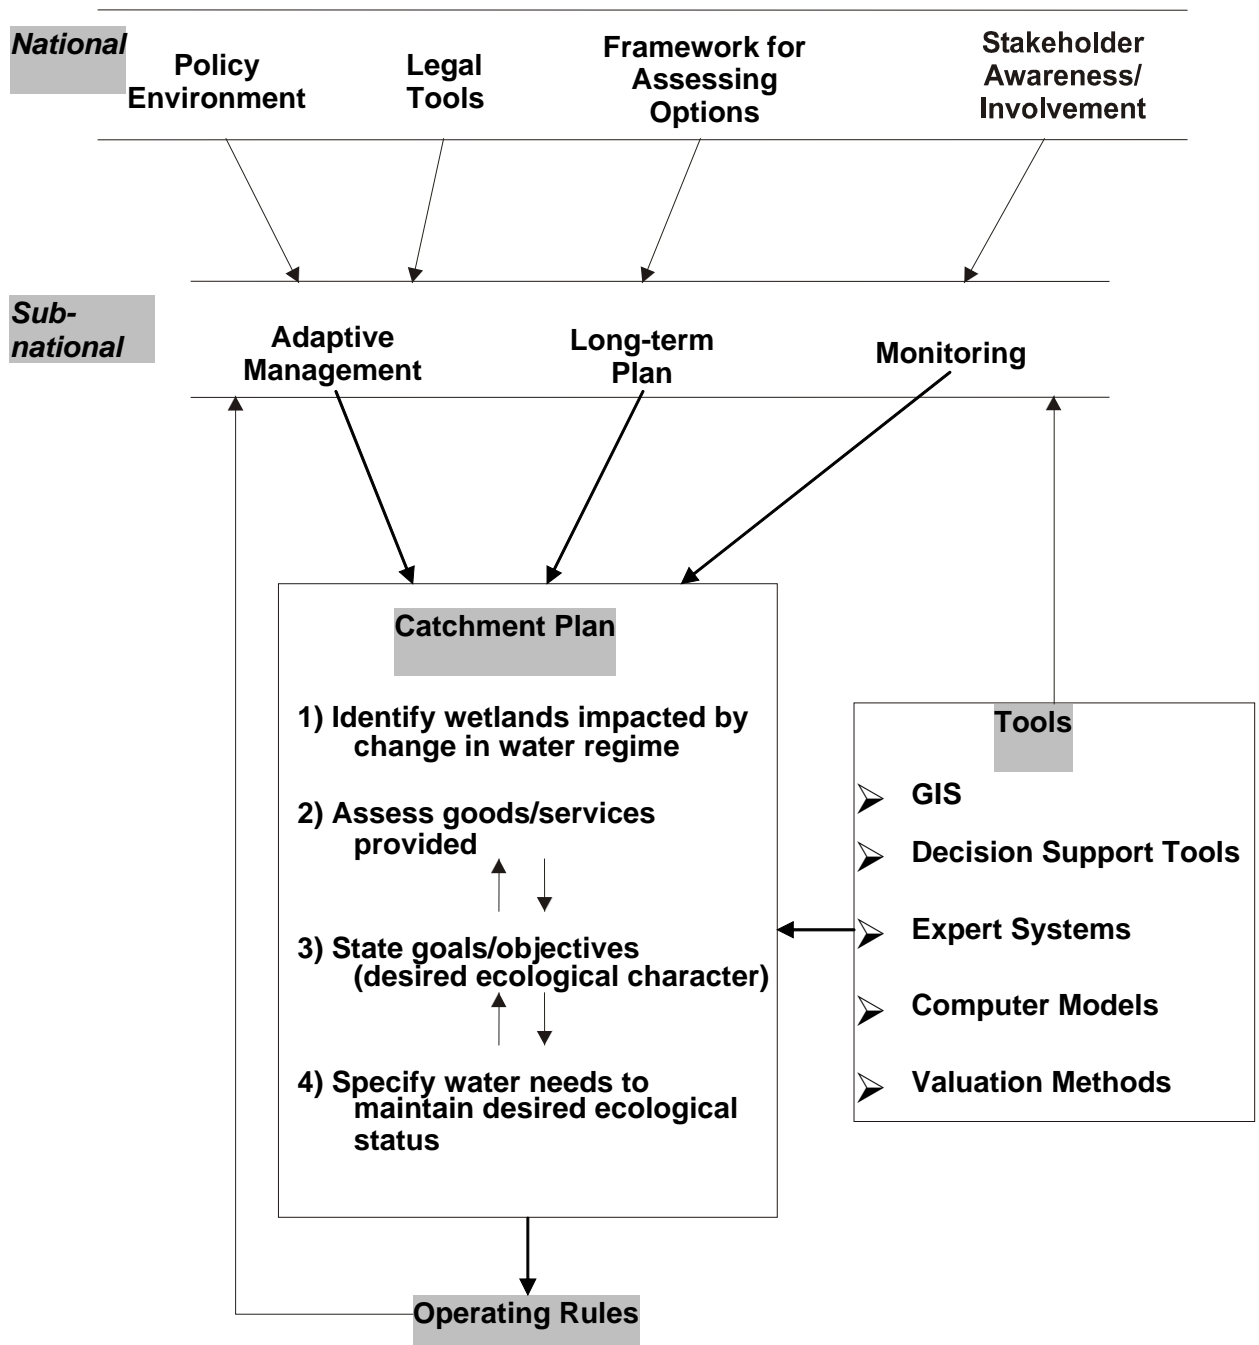 National
Policy
Environment
Legal
Tools
Framework for
Assessing
Options
Stakeholder
Awareness/
Involvement
Sub-
national
Adaptive
Management
Long-term
Plan
Monitoring
Catchment Plan
1) Identify wetlands impacted by
change in water regime
2) Assess goods/services
provided
3) State goals/objectives
(desired ecological character)
4) Specify water needs to
maintain desired ecological
status
Tools
GIS
Decision Support Tools
Expert Systems
Computer Models
Valuation Methods
Operating Rules